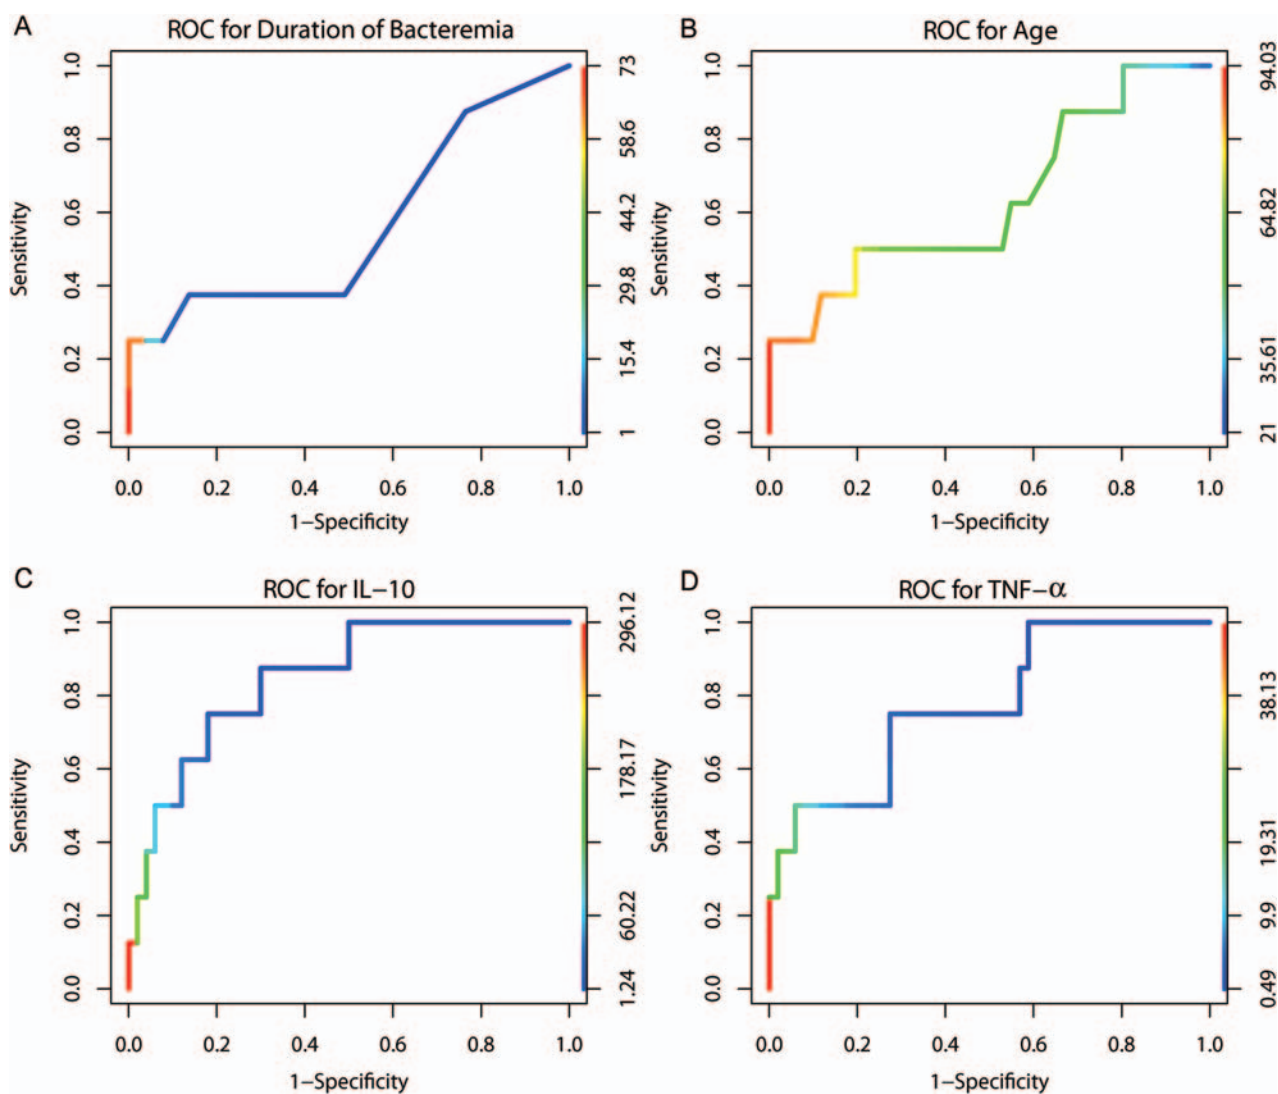 A
ROC for Duration of Bacteremia
Sensitivity
1.0
0.8
0.6
0.4
0.2
0.0
73
58.6
44.2
29.8
15.4
1
0.0 0.2 0.4 0.6 0.8 1.0
1−Specificity
B
ROC for Age
Sensitivity
1.0
0.8
0.6
0.4
0.2
0.0
94.03
64.82
35.61
21
0.0 0.2 0.4 0.6 0.8 1.0
1−Specificity
C
ROC for IL−10
Sensitivity
1.0
0.8
0.6
0.4
0.2
0.0
296.12
178.17
60.22
1.24
0.0 0.2 0.4 0.6 0.8 1.0
1−Specificity
D
ROC for TNF−α
Sensitivity
1.0
0.8
0.6
0.4
0.2
0.0
38.13
19.31
9.9
0.49
0.0 0.2 0.4 0.6 0.8 1.0
1−Specificity